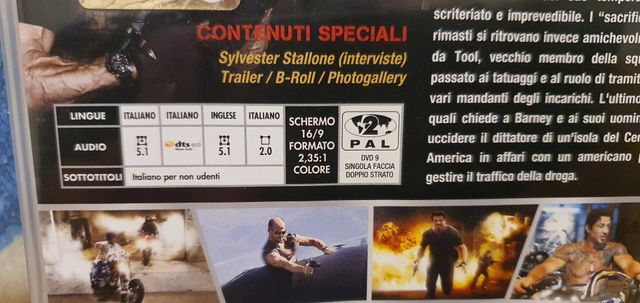 CONTENUTI SPECIALI
Sylvester Stallone (interviste)
Trailer / B-Roll / Photogallery
scriteriato e imprevedibile. I "sacrific
rimasti si ritrovano invece amichevol
da Tool, vecchio membro della squ
passato ai tatuaggi e al ruolo di tramit
vari mandanti degli incarichi. L'ultim
quali chiede a Barney e ai suoi uomin
uccidere il dittatore di un'isola del Cen
America in affari con un americano p
gestire il traffico della droga.
LINGUE ITALIANO ITALIANO INGLESE ITALIANO
AUDIO 5.1 dts 5.1 2.0
SOTTOTITOLI Italiano per non udenti
SCHERMO
16/9
FORMATO
2,35:1
COLORE
2
PAL
DVD 9
SINGOLA FACCIA
DOPPIO STRATO